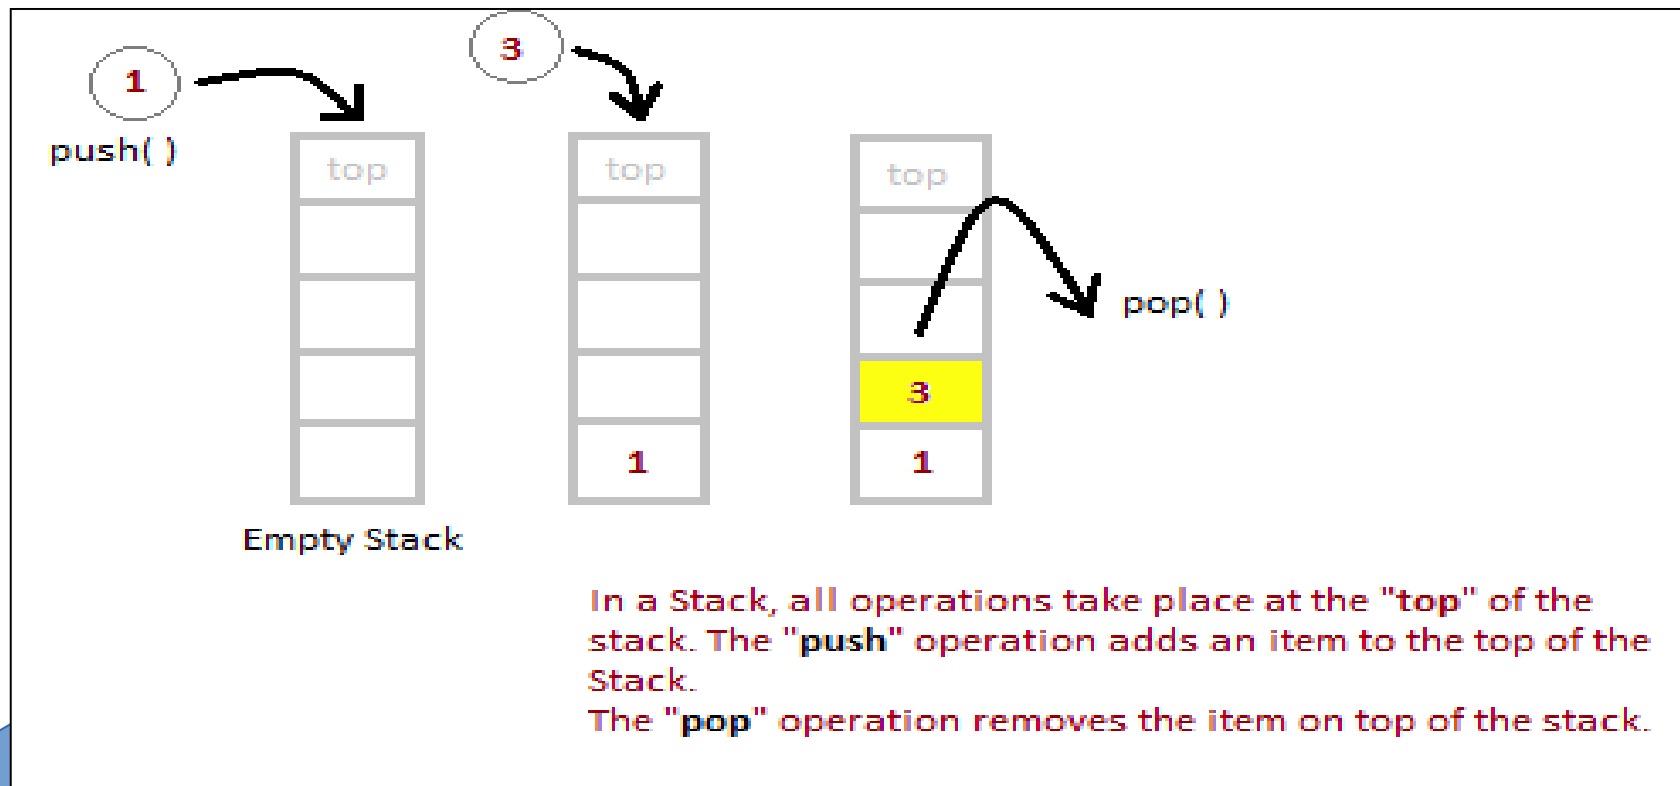 1
3
push( )
top
top
top
pop( )
3
1
1
Empty Stack
In a Stack, all operations take place at the "top" of the
stack. The "push" operation adds an item to the top of the
Stack.
The "pop" operation removes the item on top of the stack.